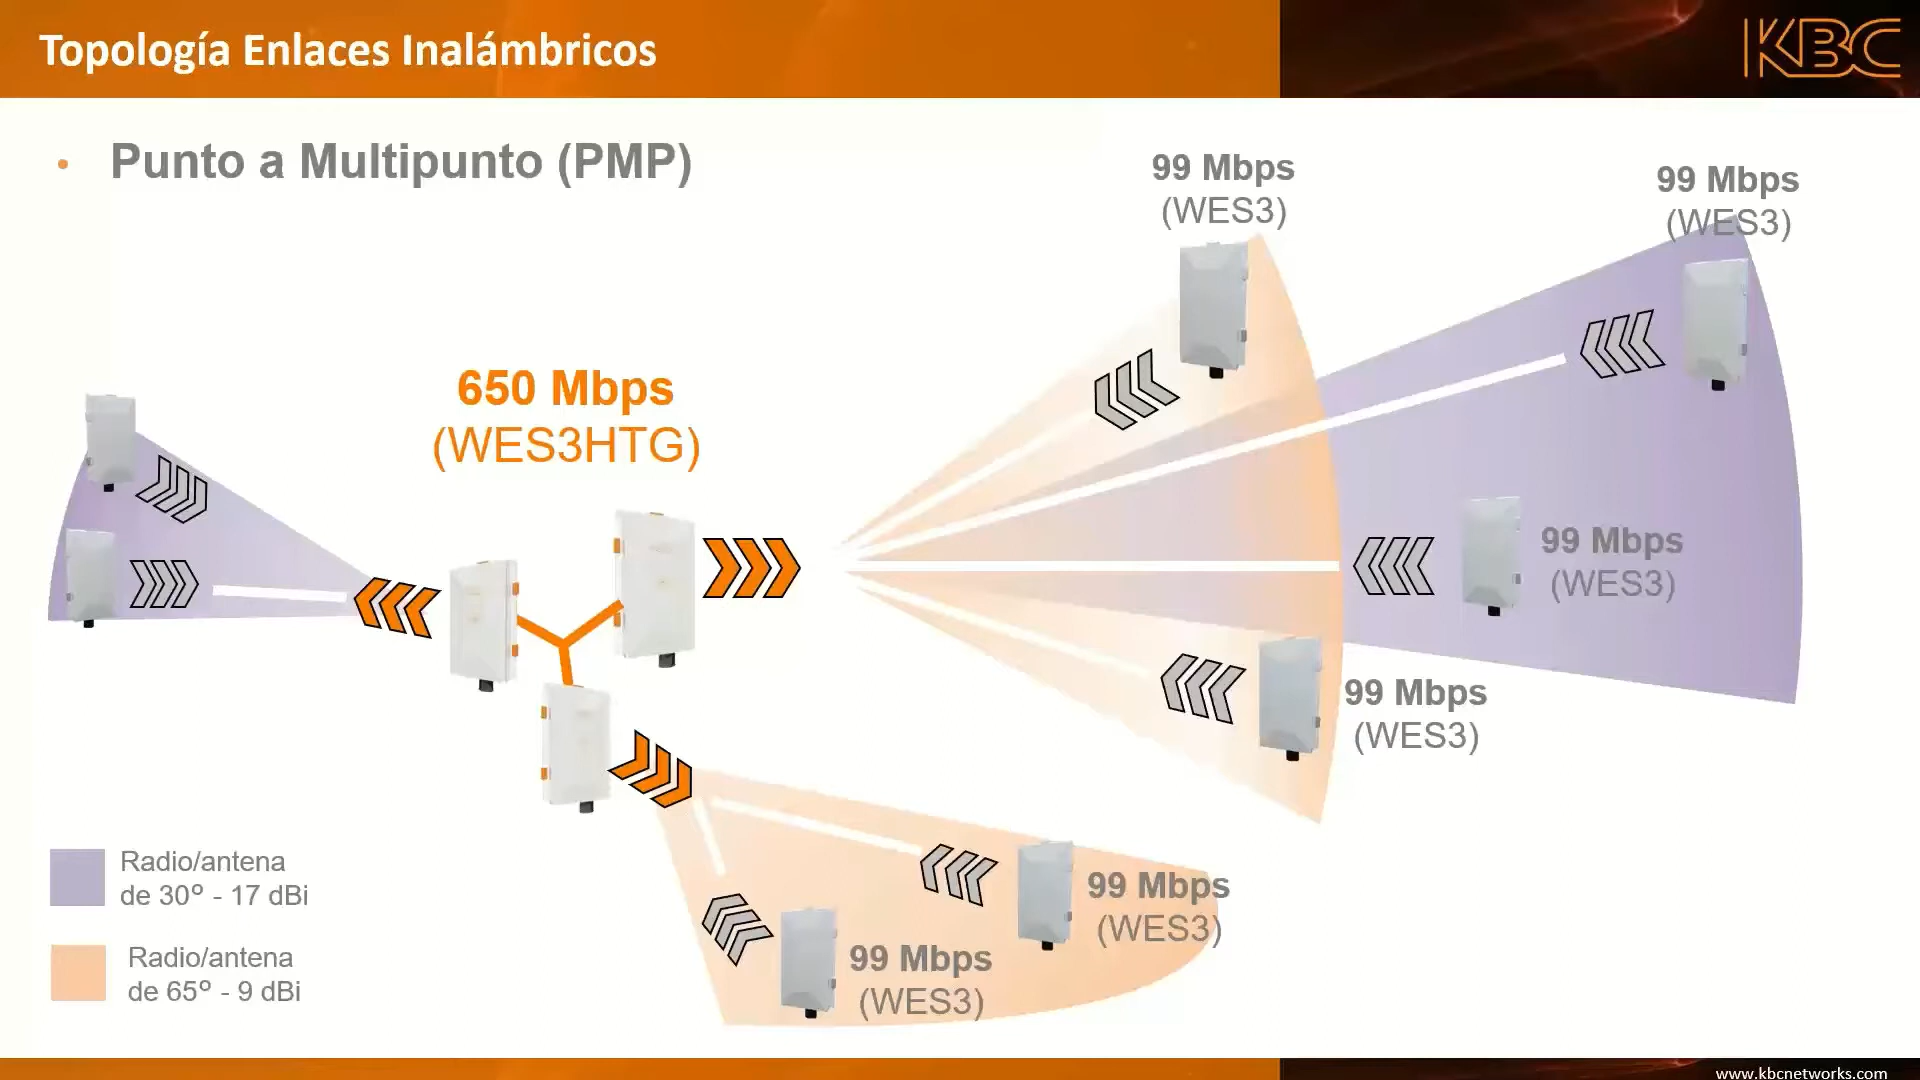 Topología Enlaces Inalámbricos
KBC
• Punto a Multipunto (PMP)
99 Mbps
(WES3)
99 Mbps
(WES3)
650 Mbps
(WES3HTG)
99 Mbps
(WES3)
99 Mbps
(WES3)
99 Mbps
(WES3)
99 Mbps
(WES3)
Radio/antena
de 30º - 17 dBi
Radio/antena
de 65º - 9 dBi
www.kbcnetworks.com